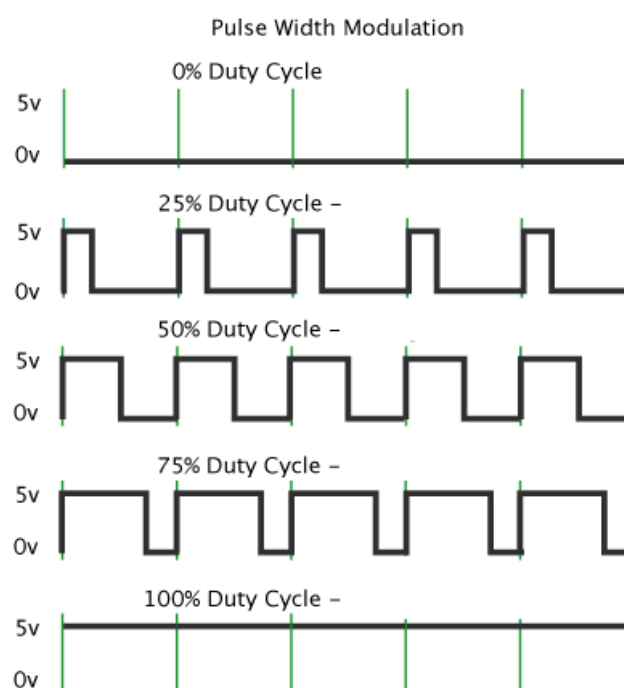 Pulse Width Modulation
0% Duty Cycle
5v
0v
25% Duty Cycle –
5v
0v
50% Duty Cycle –
5v
0v
75% Duty Cycle –
5v
0v
100% Duty Cycle –
5v
0v